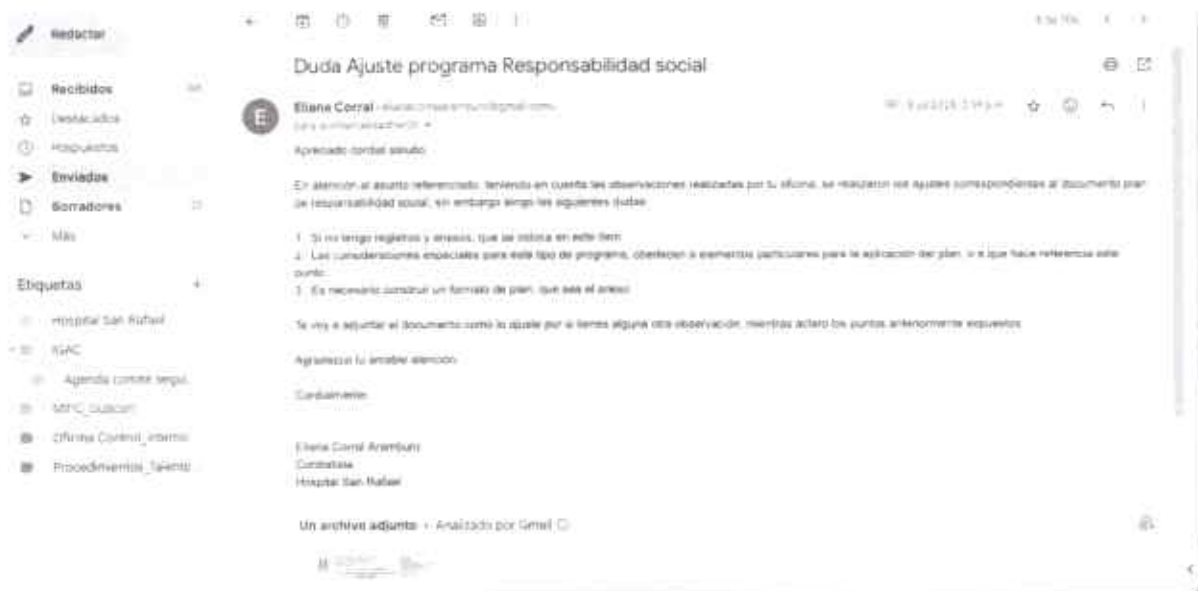 Redactar
Duda Ajuste programa Responsabilidad social
Recibidos
Eliana Corral
Destacados
Apreciado cordial saludo
Pospuestos
Enviados
En atención al asunto referenciado, teniendo en cuenta las observaciones realizadas por tu oficina, se realizaron los ajustes correspondientes al documento plan
Borradores
de responsabilidad social, sin embargo tengo las siguientes dudas
Más
1. Si no tengo registros y anexos, que se coloca en este item
2. Las consideraciones especiales para este tipo de programa, obedecen a elementos particulares para la aplicación del plan, o a que hace referencia este
punto
3. Es necesario construir un formato de plan, que sea el anexo
Etiquetas
Hospital San Rafael
Te voy a adjuntar el documento como lo ajuste por si tienes alguna otra observación, mientras aclaro los puntos anteriormente expuestos
IGAC
Agradezco tu amable atención
Agenda comité segui..
Cordialmente
Oficina Control_interno
Eliana Corral Aramburo
Procedimientos_Talento
Contratista
Hospital San Rafael
Un archivo adjunto • Analizado por Gmail